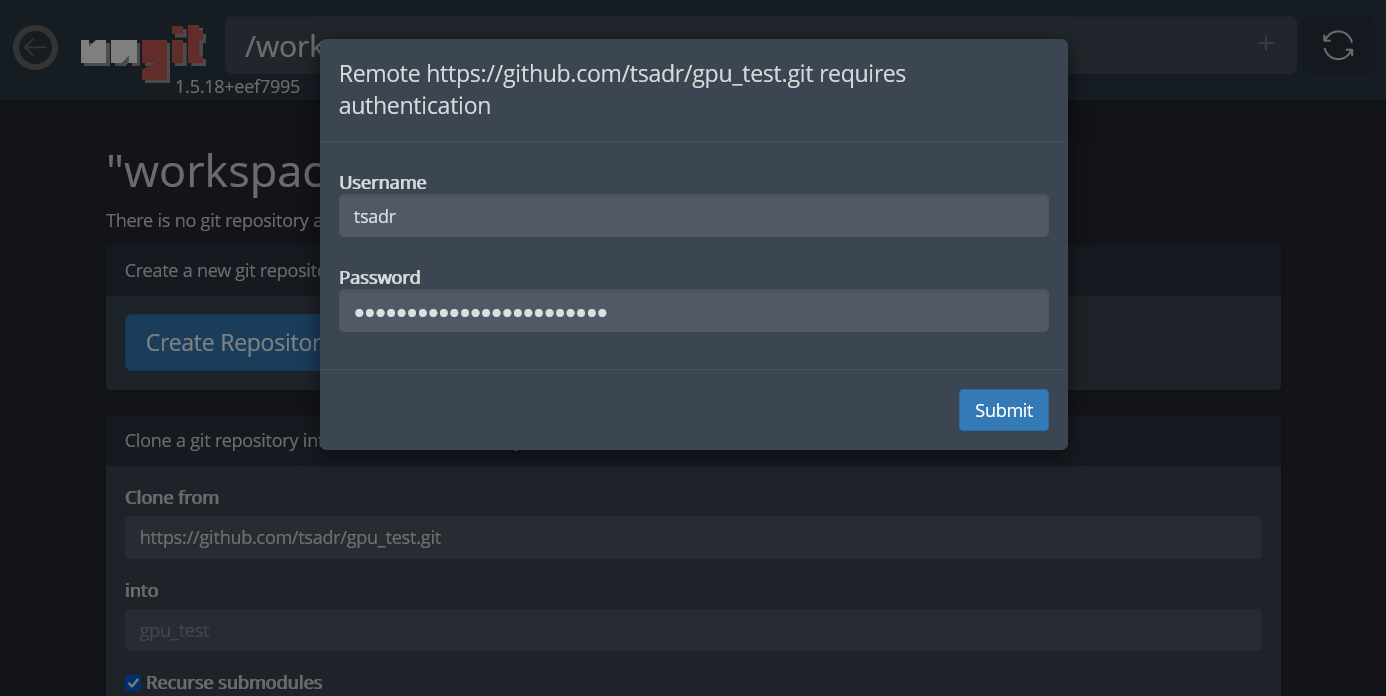 ungit
/work
1.5.18+eef7995
Remote https://github.com/tsadr/gpu_test.git requires
authentication
"workspac
There is no git repository a
Username
tsadr
Create a new git reposito
Password
••••••••••••••••••••••••
Create Repositor
Submit
Clone a git repository int
Clone from
https://github.com/tsadr/gpu_test.git
into
gpu_test
Recurse submodules